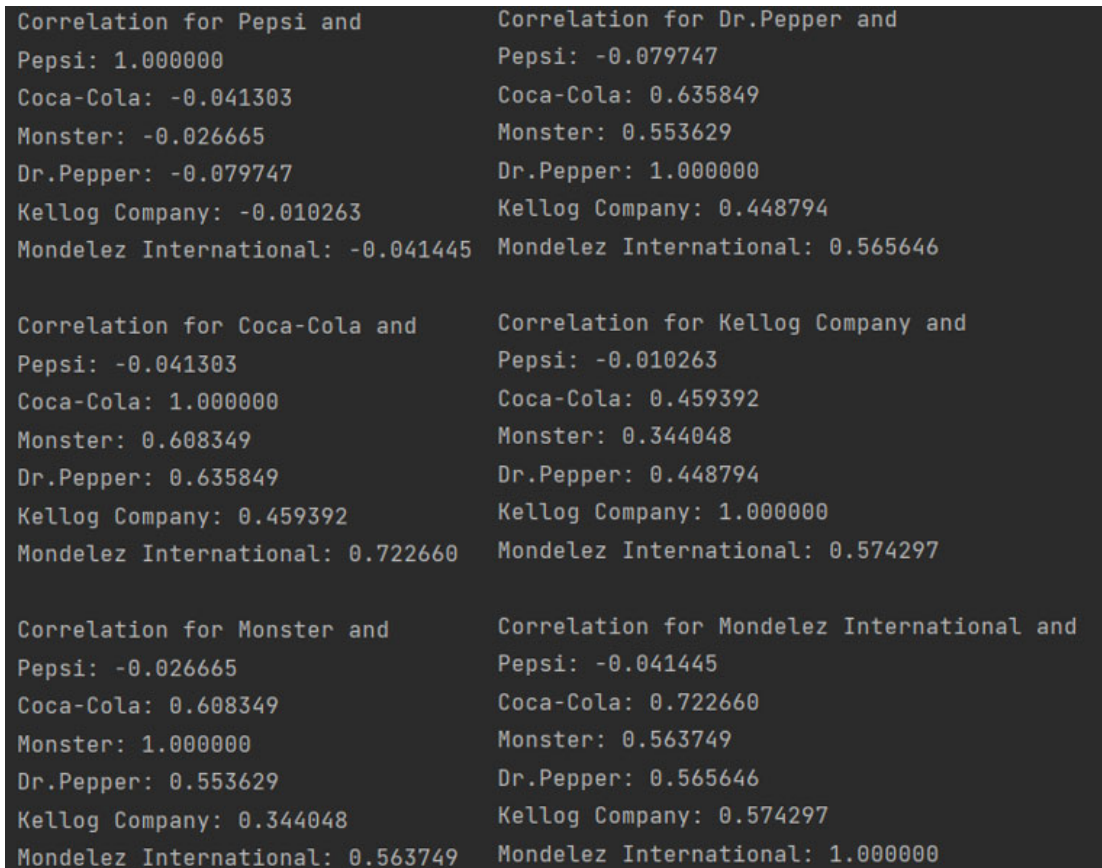 Correlation for Pepsi and
Pepsi: 1.000000
Coca-Cola: -0.041303
Monster: -0.026665
Dr.Pepper: -0.079747
Kellog Company: -0.010263
Mondelez International: -0.041445
Correlation for Coca-Cola and
Pepsi: -0.041303
Coca-Cola: 1.000000
Monster: 0.608349
Dr.Pepper: 0.635849
Kellog Company: 0.459392
Mondelez International: 0.722660
Correlation for Monster and
Pepsi: -0.026665
Coca-Cola: 0.608349
Monster: 1.000000
Dr.Pepper: 0.553629
Kellog Company: 0.344048
Mondelez International: 0.563749
Correlation for Dr.Pepper and
Pepsi: -0.079747
Coca-Cola: 0.635849
Monster: 0.553629
Dr.Pepper: 1.000000
Kellog Company: 0.448794
Mondelez International: 0.565646
Correlation for Kellog Company and
Pepsi: -0.010263
Coca-Cola: 0.459392
Monster: 0.344048
Dr.Pepper: 0.448794
Kellog Company: 1.000000
Mondelez International: 0.574297
Correlation for Mondelez International and
Pepsi: -0.041445
Coca-Cola: 0.722660
Monster: 0.563749
Dr.Pepper: 0.565646
Kellog Company: 0.574297
Mondelez International: 1.000000